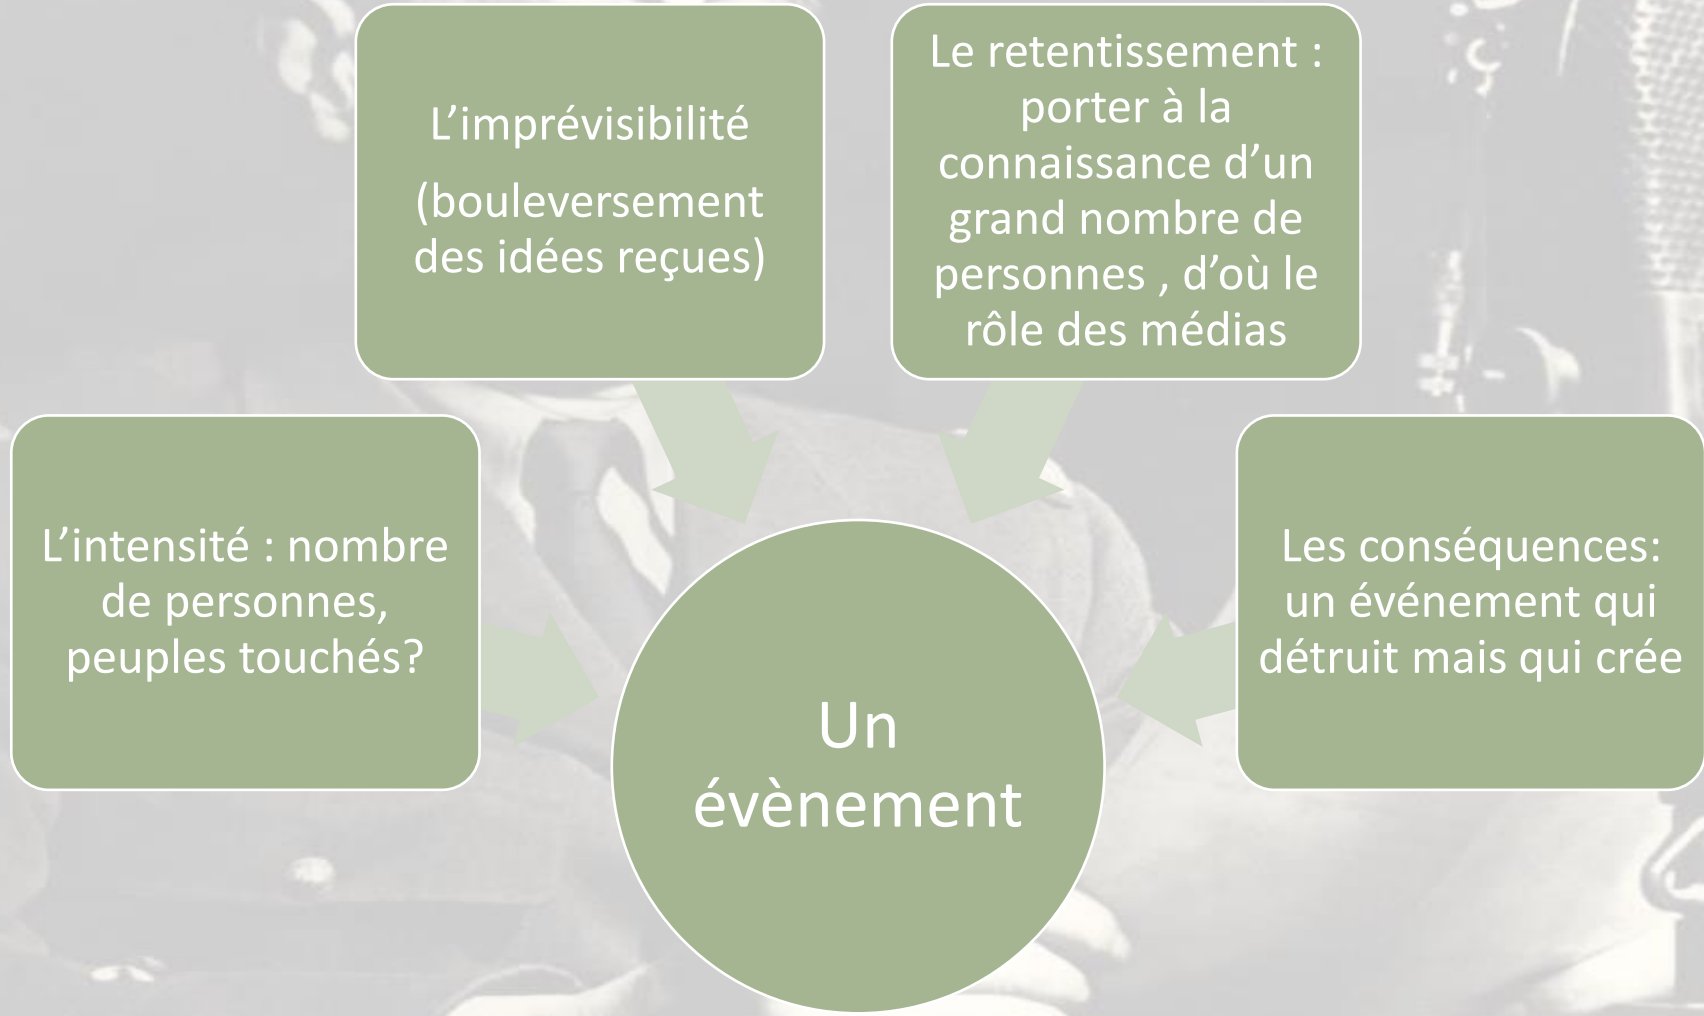 L’imprévisibilité
(bouleversement
des idées reçues)
Le retentissement :
porter à la
connaissance d’un
grand nombre de
personnes , d’où le
rôle des médias
L’intensité : nombre
de personnes,
peuples touchés?
Les conséquences:
un événement qui
détruit mais qui crée
Un
évènement